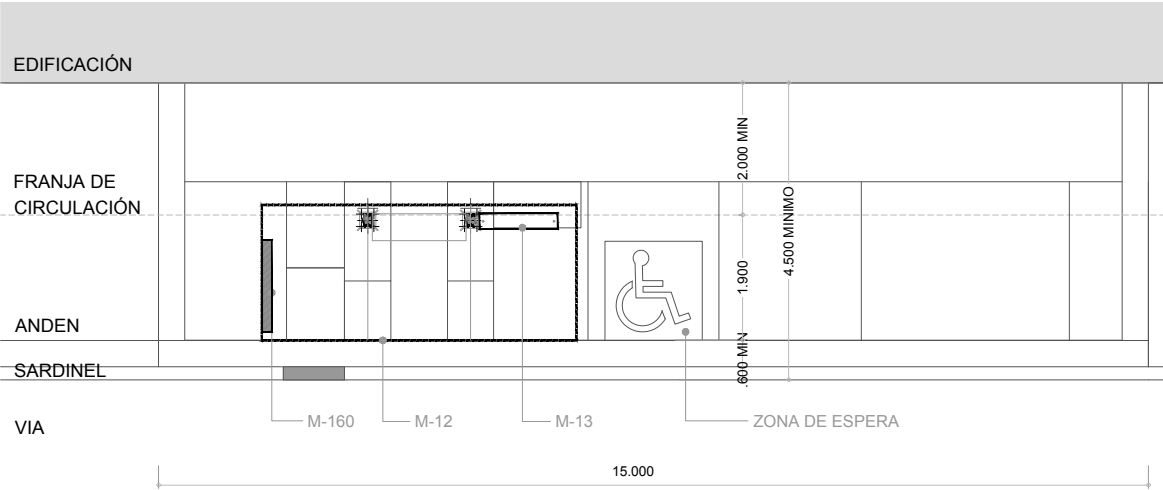 EDIFICACIÓN
2.000 MIN
FRANJA DE
CIRCULACIÓN
4.500 MINIMO
1.900
ANDEN
.600 MIN
SARDINEL
M-160
M-12
M-13
ZONA DE ESPERA
VIA
15.000